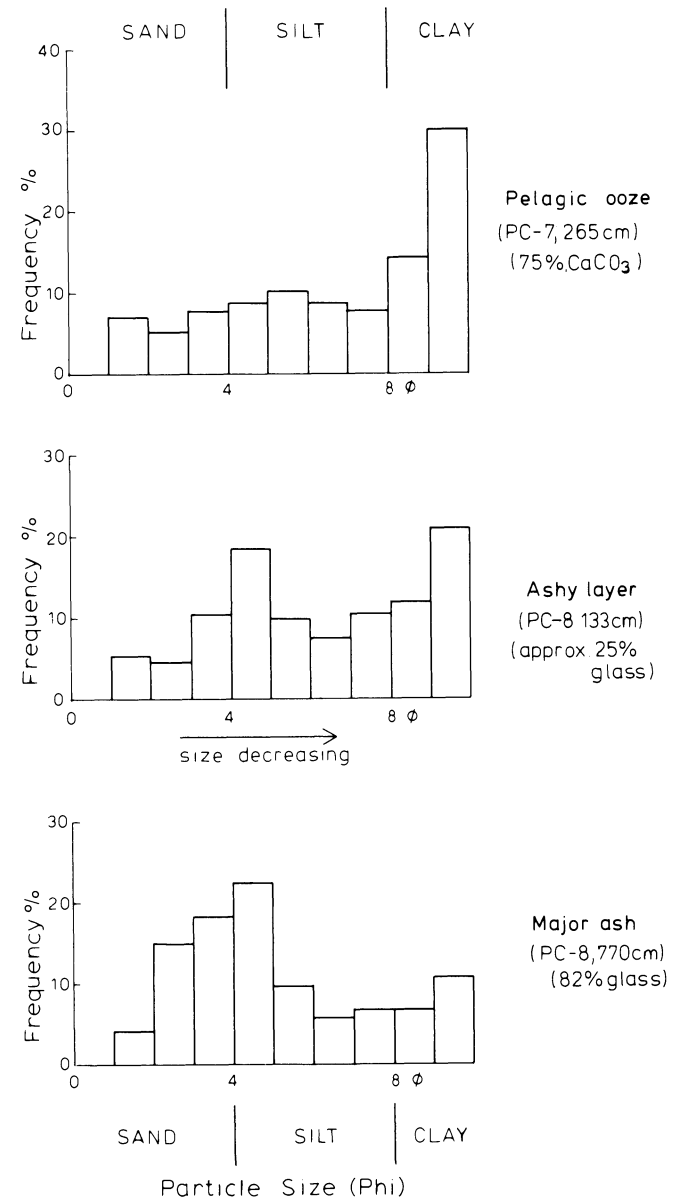 SAND SILT CLAY
40
30
20
10
0
Frequency %
0 4 8 φ
Pelagic ooze
(PC-7, 265cm)
(75%.CaCO3)
30
20
10
0
Frequency %
0 4 8 φ
size decreasing
Ashy layer
(PC-8 133cm)
(approx. 25%
glass)
30
20
10
0
Frequency %
0 4 8 φ
Major ash
(PC-8,770cm)
(82% glass)
SAND SILT CLAY
Particle Size (Phi)